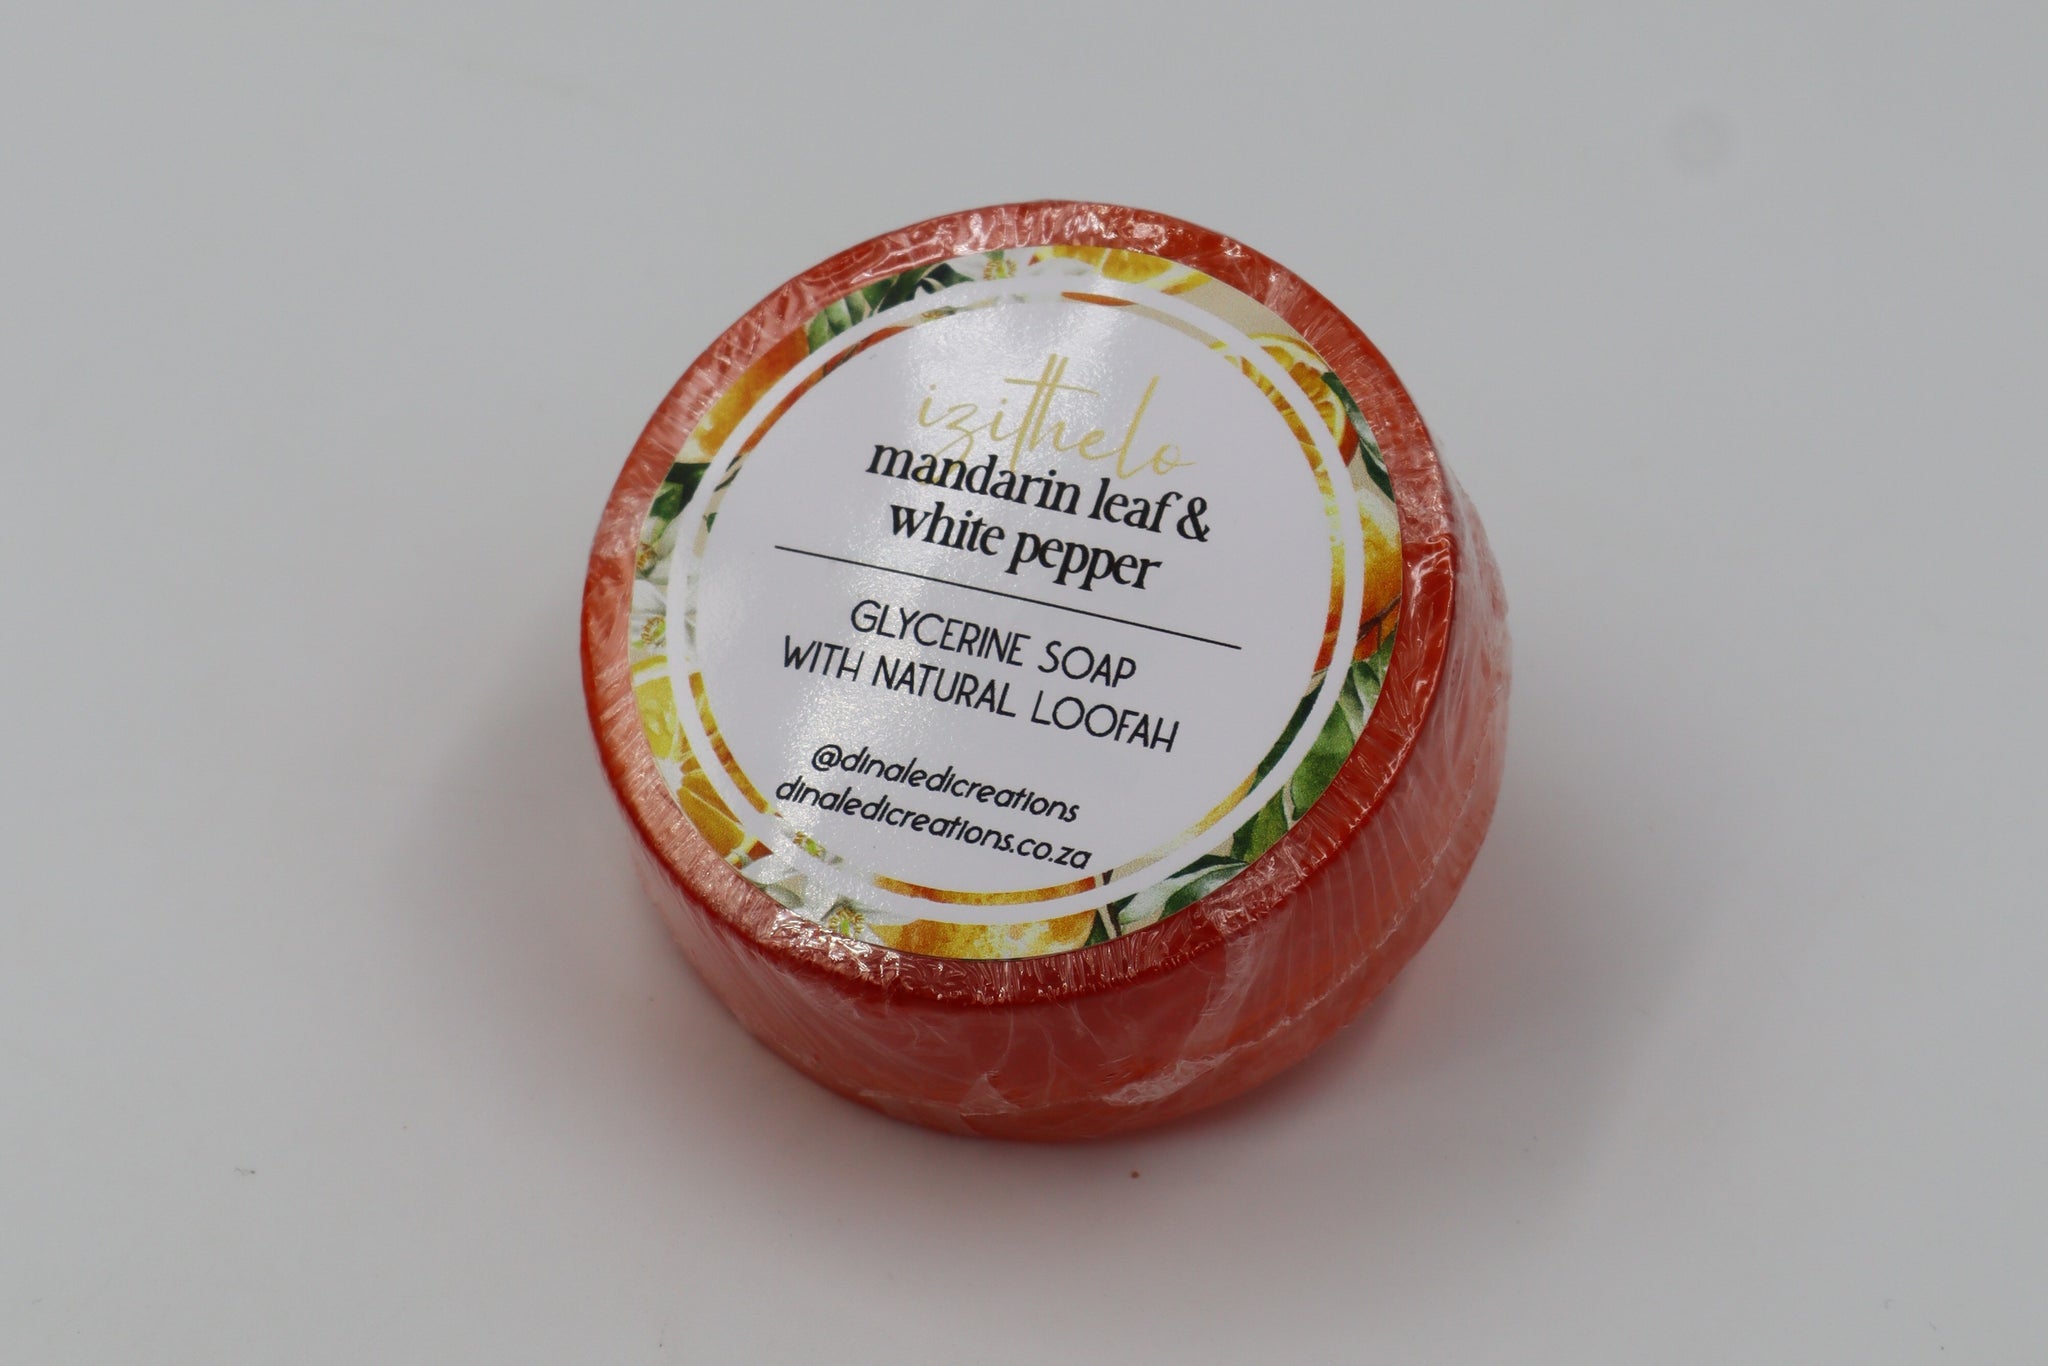 izithelo
mandarin leaf &
white pepper
GLYCERINE SOAP
WITH NATURAL LOOFAH
@dinaledicreations
dinaledicreations.co.za